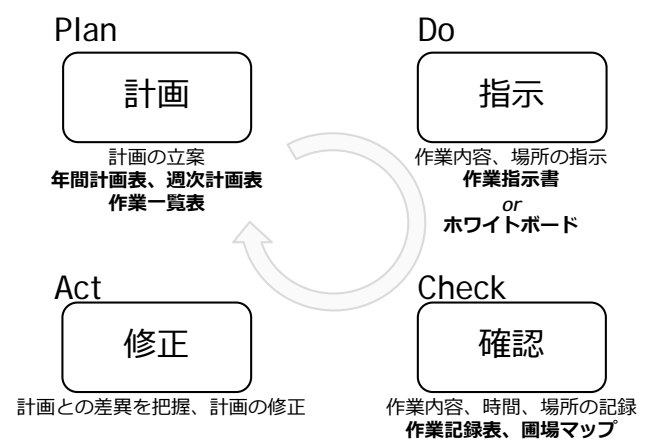 Plan
計画
計画の立案
年間計画表、週次計画表
作業一覧表
Do
指示
作業内容、場所の指示
作業指示書
or
ホワイトボード
Act
修正
計画との差異を把握、計画の修正
Check
確認
作業内容、時間、場所の記録
作業記録表、圃場マップ